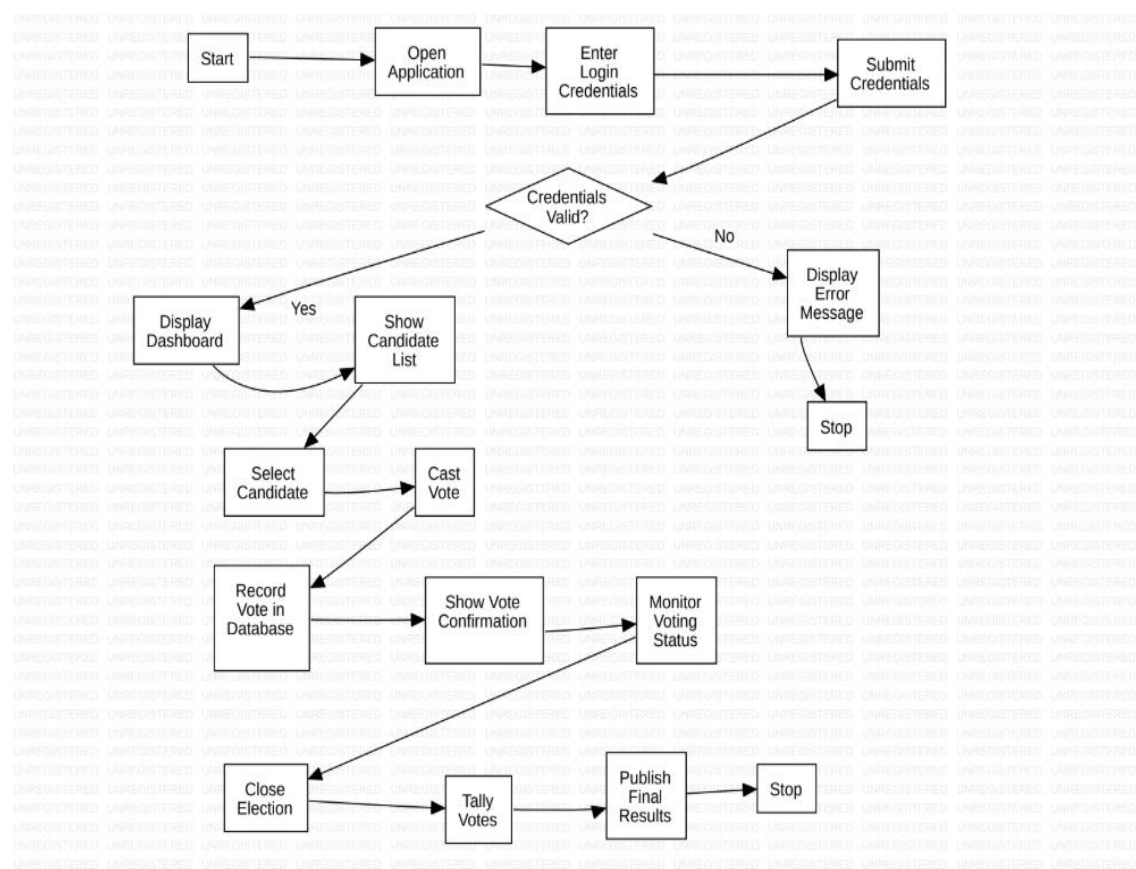 Start
Open
Application
Enter
Login
Credentials
Submit
Credentials
Credentials
Valid?
No
Yes
Display
Error
Message
Display
Dashboard
Show
Candidate
List
Stop
Select
Candidate
Cast
Vote
Record
Vote in
Database
Show Vote
Confirmation
Monitor
Voting
Status
Close
Election
Tally
Votes
Publish
Final
Results
Stop